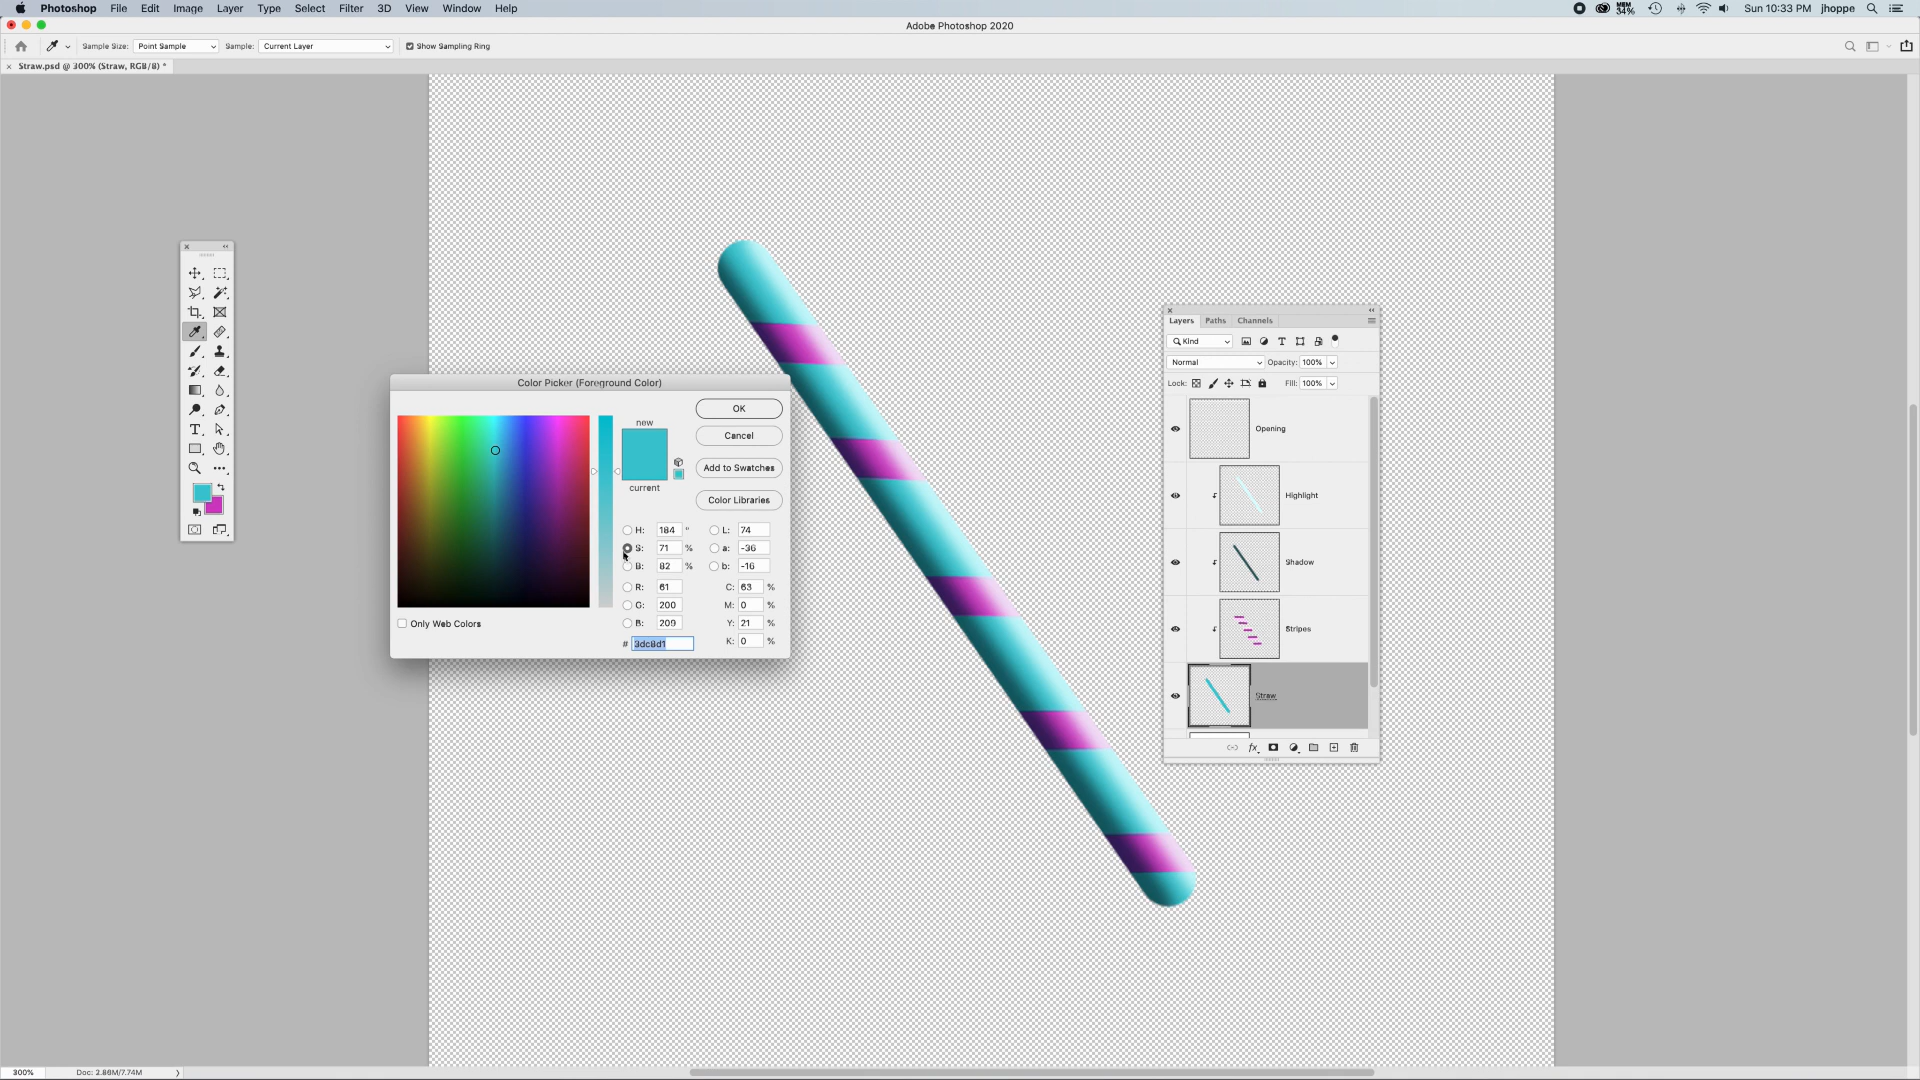 Photoshop File Edit Image Layer Type Select Filter 3D View Window Help
MEM 34% Sun 10:33 PM jhoppe
Adobe Photoshop 2020
Sample Size: Point Sample Sample: Current Layer Show Sampling Ring
Straw.psd @ 300% (Straw, RGB/8) *
Color Picker (Foreground Color)
new
current
OK
Cancel
Add to Swatches
Color Libraries
H: 184 °
S: 71 %
B: 82 %
R: 61
G: 200
B: 209
# 3dc8d1
L: 74
a: -36
b: -16
C: 63 %
M: 0 %
Y: 21 %
K: 0 %
Only Web Colors
Layers Paths Channels
Kind
Normal Opacity: 100%
Lock: Fill: 100%
Opening
Highlight
Shadow
Stripes
Straw
fx
300% Doc: 2.86M/7.74M